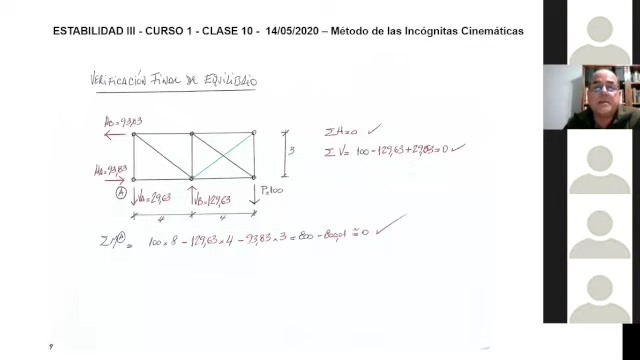 ESTABILIDAD III - CURSO 1 - CLASE 10 - 14/05/2020 – Método de las Incógnitas Cinemáticas
VERIFICACIÓN FINAL DE EQUILIBRIO
HB=93,83
ΣH=0 ✓
3
ΣV= 100 -129,63 +29,63 = 0 ✓
HA=93,83
A
VA=29,63
VB=129,63
P=100
4
4
ΣMA = 100 x 8 - 129,63 x 4 - 93,83 x 3 = 800 - 800,01 ≅ 0 ✓